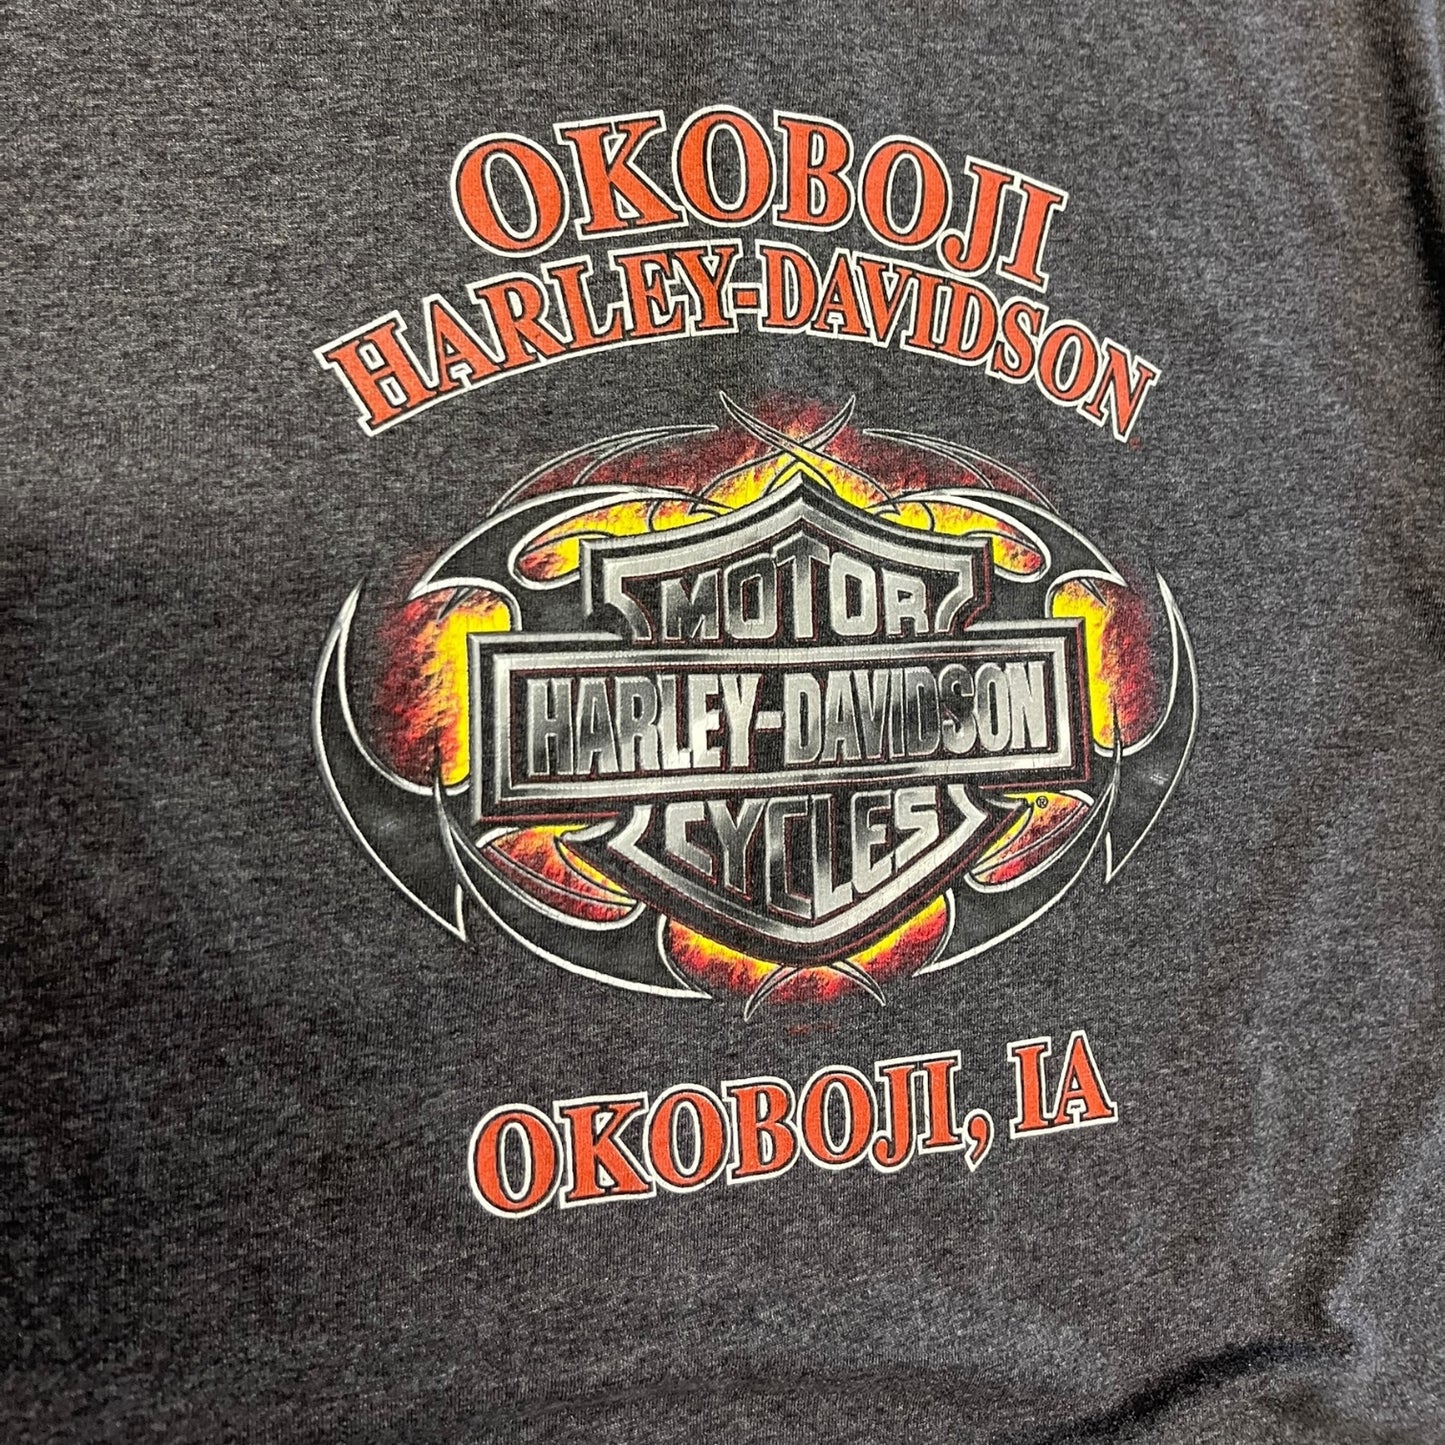 OKOBOJI
HARLEY-DAVIDSON
MOTOR
HARLEY-DAVIDSON
CYCLES
®
OKOBOJI, IA